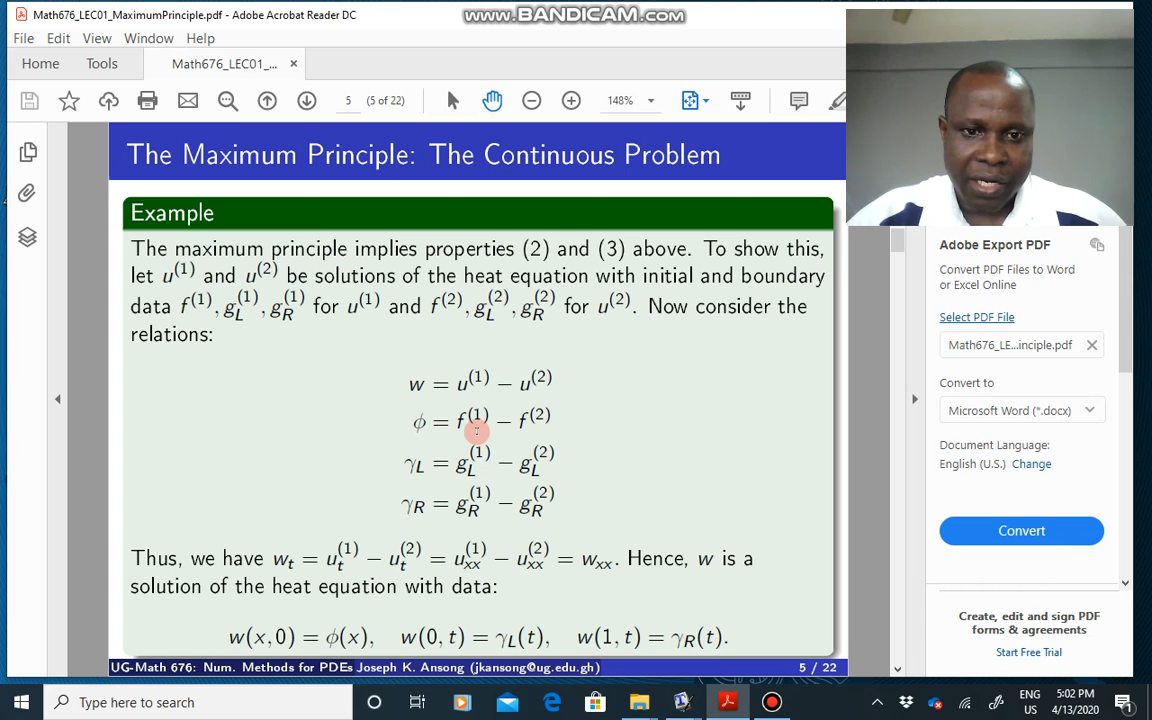 Math676_LEC01_MaximumPrinciple.pdf - Adobe Acrobat Reader DC
www.BANDICAM.com
File Edit View Window Help
Home Tools Math676_LEC01_... ×
5 (5 of 22) 148%
The Maximum Principle: The Continuous Problem
Example
The maximum principle implies properties (2) and (3) above. To show this,
let u⁽¹⁾ and u⁽²⁾ be solutions of the heat equation with initial and boundary
data f⁽¹⁾, g_L⁽¹⁾, g_R⁽¹⁾ for u⁽¹⁾ and f⁽²⁾, g_L⁽²⁾, g_R⁽²⁾ for u⁽²⁾. Now consider the
relations:
w = u⁽¹⁾ − u⁽²⁾
ϕ = f⁽¹⁾ − f⁽²⁾
γ_L = g_L⁽¹⁾ − g_L⁽²⁾
γ_R = g_R⁽¹⁾ − g_R⁽²⁾
Thus, we have w_t = u_t⁽¹⁾ − u_t⁽²⁾ = u_xx⁽¹⁾ − u_xx⁽²⁾ = w_xx. Hence, w is a
solution of the heat equation with data:
w(x, 0) = ϕ(x), w(0, t) = γ_L(t), w(1, t) = γ_R(t).
UG-Math 676: Num. Methods for PDEs Joseph K. Ansong (jkansong@ug.edu.gh) 5 / 22
Adobe Export PDF
Convert PDF Files to Word
or Excel Online
Select PDF File
Math676_LE...inciple.pdf ×
Convert to
Microsoft Word (*.docx)
Document Language:
English (U.S.) Change
Convert
Create, edit and sign PDF
forms & agreements
Start Free Trial
Type here to search
ENG
US
5:02 PM
4/13/2020
1